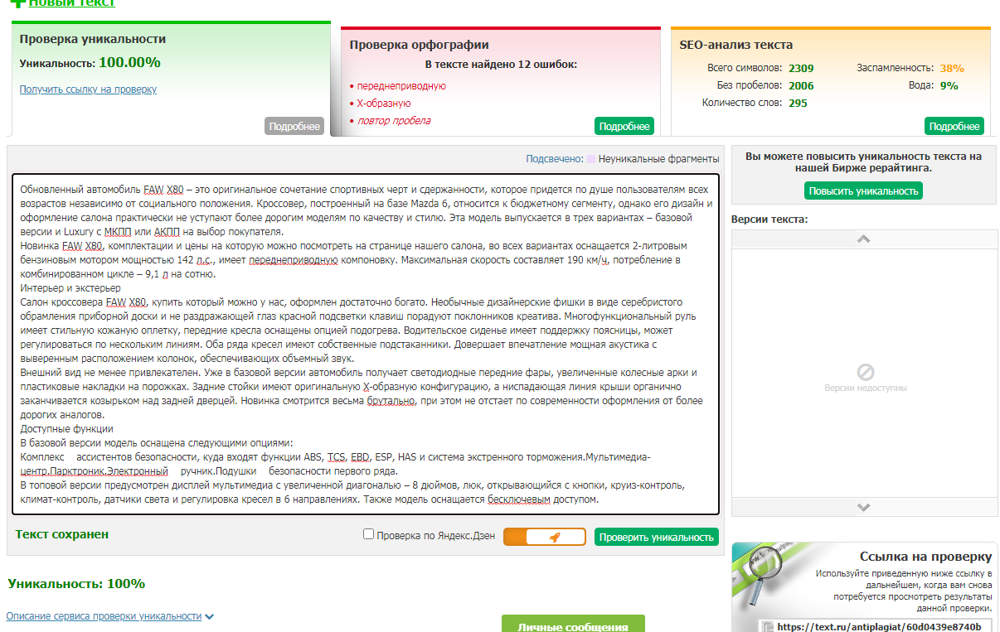 Новый текст
Проверка уникальности
Уникальность: 100.00%
Получить ссылку на проверку
Подробнее
Проверка орфографии
В тексте найдено 12 ошибок:
• переднеприводную
• X-образную
• повтор пробела
Подробнее
SEO-анализ текста
Всего символов: 2309
Без пробелов: 2006
Количество слов: 295
Заспамленность: 38%
Вода: 9%
Подробнее
Подсвечено: Неуникальные фрагменты
Обновленный автомобиль FAW X80 – это оригинальное сочетание спортивных черт и сдержанности, которое придется по душе пользователям всех
возрастов независимо от социального положения. Кроссовер, построенный на базе Mazda 6, относится к бюджетному сегменту, однако его дизайн и
оформление салона практически не уступают более дорогим моделям по качеству и стилю. Эта модель выпускается в трех вариантах – базовой
версии и Luxury с МКПП или АКПП на выбор покупателя.
Новинка FAW X80, комплектации и цены на которую можно посмотреть на странице нашего салона, во всех вариантах оснащается 2-литровым
бензиновым мотором мощностью 142 л.с., имеет переднеприводную компоновку. Максимальная скорость составляет 190 км/ч, потребление в
комбинированном цикле – 9,1 л на сотню.
Интерьер и экстерьер
Салон кроссовера FAW X80, купить который можно у нас, оформлен достаточно богато. Необычные дизайнерские фишки в виде серебристого
обрамления приборной доски и не раздражающей глаз красной подсветки клавиш порадуют поклонников креатива. Многофункциональный руль
имеет стильную кожаную оплетку, передние кресла оснащены опцией подогрева. Водительское сиденье имеет поддержку поясницы, может
регулироваться по нескольким линиям. Оба ряда кресел имеют собственные подстаканники. Довершает впечатление мощная акустика с
выверенным расположением колонок, обеспечивающих объемный звук.
Внешний вид не менее привлекателен. Уже в базовой версии автомобиль получает светодиодные передние фары, увеличенные колесные арки и
пластиковые накладки на порожках. Задние стойки имеют оригинальную X-образную конфигурацию, а ниспадающая линия крыши органично
заканчивается козырьком над задней дверцей. Новинка смотрится весьма брутально, при этом не отстает по современности оформления от более
дорогих аналогов.
Доступные функции
В базовой версии модель оснащена следующими опциями:
Комплекс ассистентов безопасности, куда входят функции ABS, TCS, EBD, ESP, HAS и система экстренного торможения.Мультимедиа-
центр.Парктроник.Электронный ручник.Подушки безопасности первого ряда.
В топовой версии предусмотрен дисплей мультимедиа с увеличенной диагональю – 8 дюймов, люк, открывающийся с кнопки, круиз-контроль,
климат-контроль, датчики света и регулировка кресел в 6 направлениях. Также модель оснащается бесключевым доступом.
Текст сохранен
Проверка по Яндекс.Дзен
Проверить уникальность
Уникальность: 100%
Описание сервиса проверки уникальности
Личные сообщения
Вы можете повысить уникальность текста на
нашей Бирже рерайтинга.
Повысить уникальность
Версии текста:
Версии недоступны
Ссылка на проверку
Используйте приведенную ниже ссылку в
дальнейшем, когда вам снова
потребуется просмотреть результаты
данной проверки.
https://text.ru/antiplagiat/60d0439e8740b